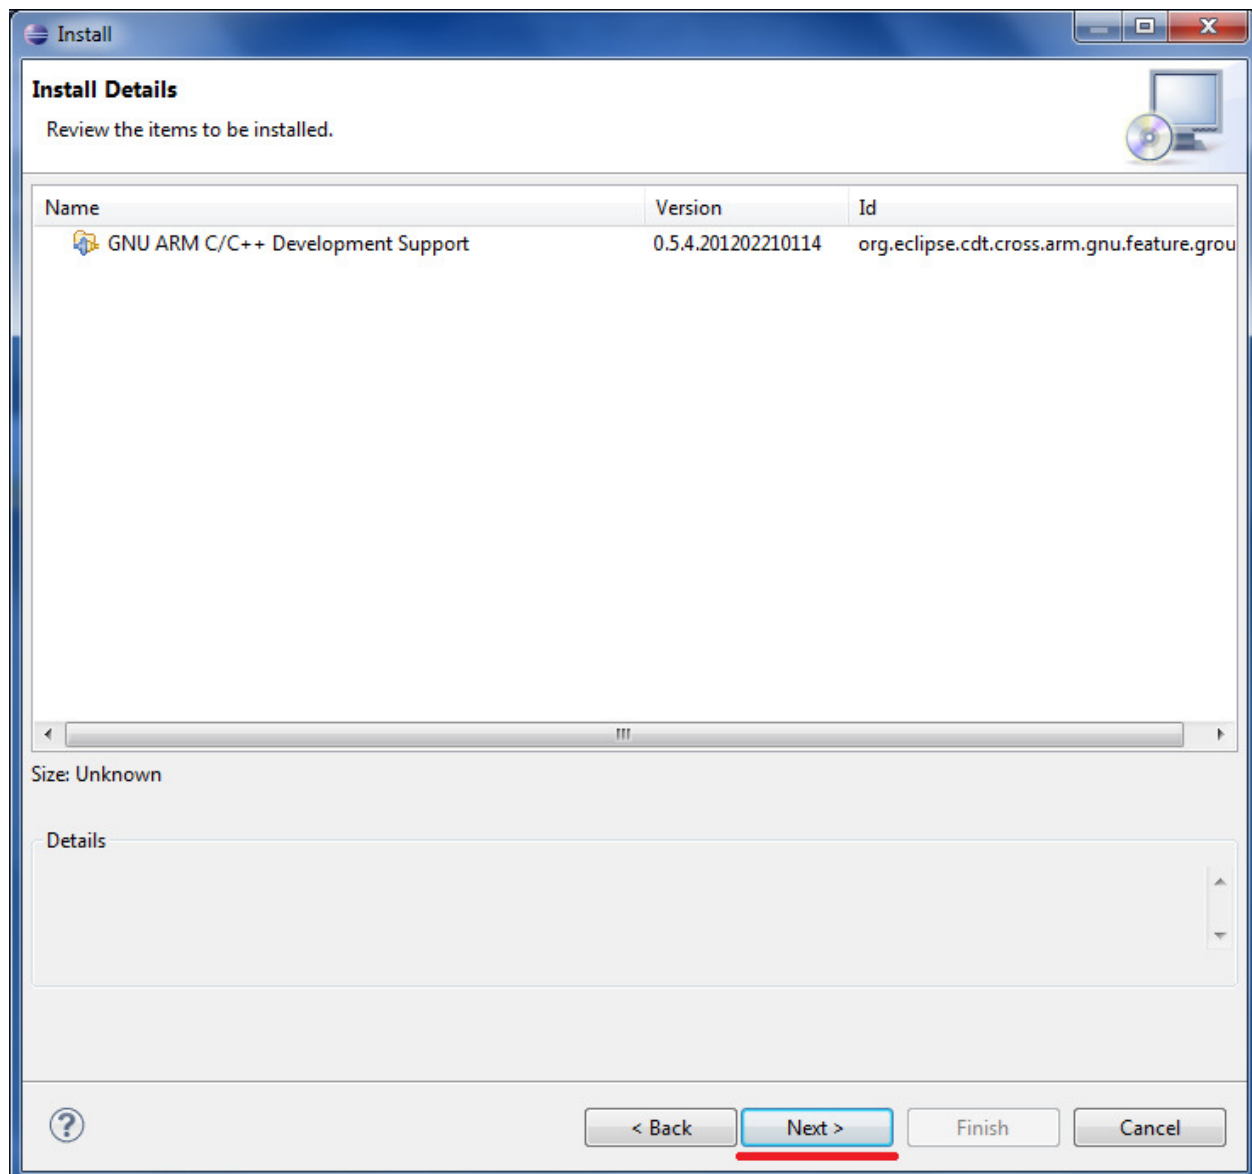 Install
Install Details
Review the items to be installed.
Name Version Id
GNU ARM C/C++ Development Support 0.5.4.201202210114 org.eclipse.cdt.cross.arm.gnu.feature.grou
Size: Unknown
Details
? < Back Next > Finish Cancel